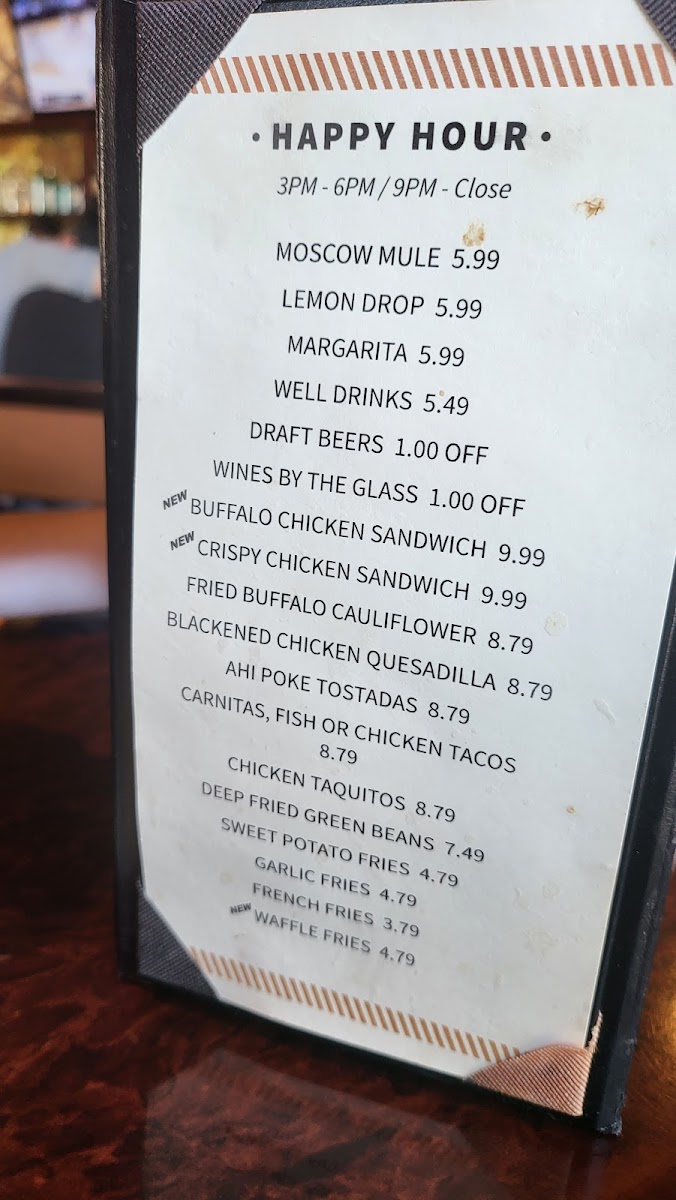 • HAPPY HOUR •
3PM - 6PM / 9PM - Close
MOSCOW MULE 5.99
LEMON DROP 5.99
MARGARITA 5.99
WELL DRINKS 5.49
DRAFT BEERS 1.00 OFF
WINES BY THE GLASS 1.00 OFF
NEW BUFFALO CHICKEN SANDWICH 9.99
NEW CRISPY CHICKEN SANDWICH 9.99
FRIED BUFFALO CAULIFLOWER 8.79
BLACKENED CHICKEN QUESADILLA 8.79
AHI POKE TOSTADAS 8.79
CARNITAS, FISH OR CHICKEN TACOS
8.79
CHICKEN TAQUITOS 8.79
DEEP FRIED GREEN BEANS 7.49
SWEET POTATO FRIES 4.79
GARLIC FRIES 4.79
FRENCH FRIES 3.79
NEW WAFFLE FRIES 4.79